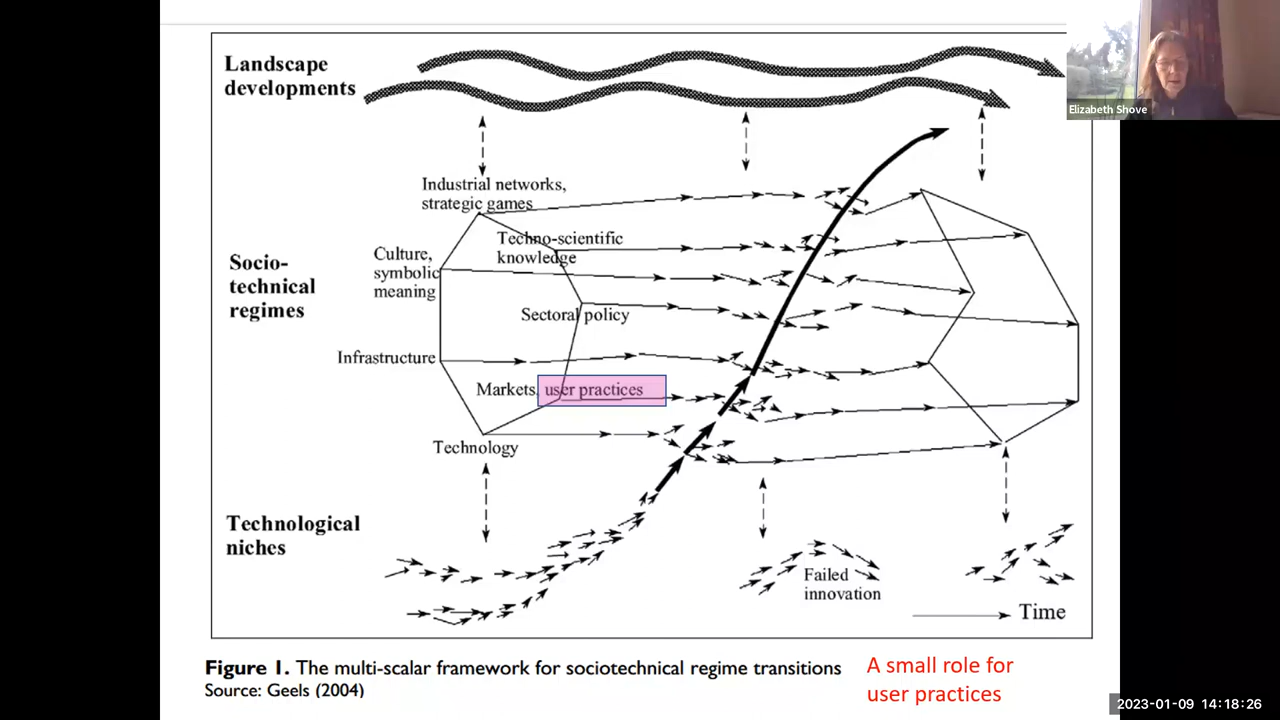 Landscape
developments
Elizabeth Shove
Industrial networks,
strategic games
Techno-scientific
knowledge
Culture,
symbolic
meaning
Socio-
technical
regimes
Sectoral policy
Infrastructure
Markets, user practices
Technology
Technological
niches
Failed
innovation
Time
Figure 1. The multi-scalar framework for sociotechnical regime transitions
Source: Geels (2004)
A small role for
user practices
2023-01-09 14:18:26